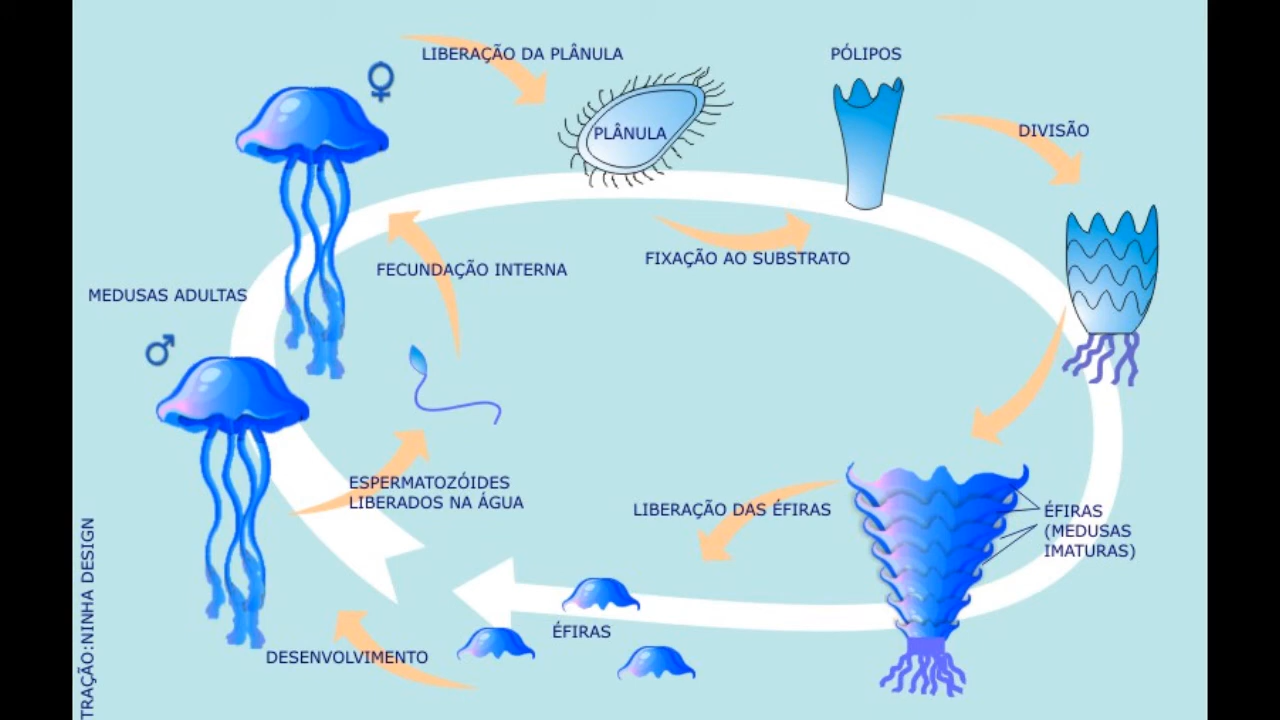 LIBERAÇÃO DA PLÂNULA
PÓLIPOS
PLÂNULA
DIVISÃO
FIXAÇÃO AO SUBSTRATO
FECUNDAÇÃO INTERNA
MEDUSAS ADULTAS
ESPERMATOZÓIDES
LIBERADOS NA ÁGUA
LIBERAÇÃO DAS ÉFIRAS
ÉFIRAS
(MEDUSAS
IMATURAS)
ÉFIRAS
DESENVOLVIMENTO
TRAÇÃO:NINHA DESIGN